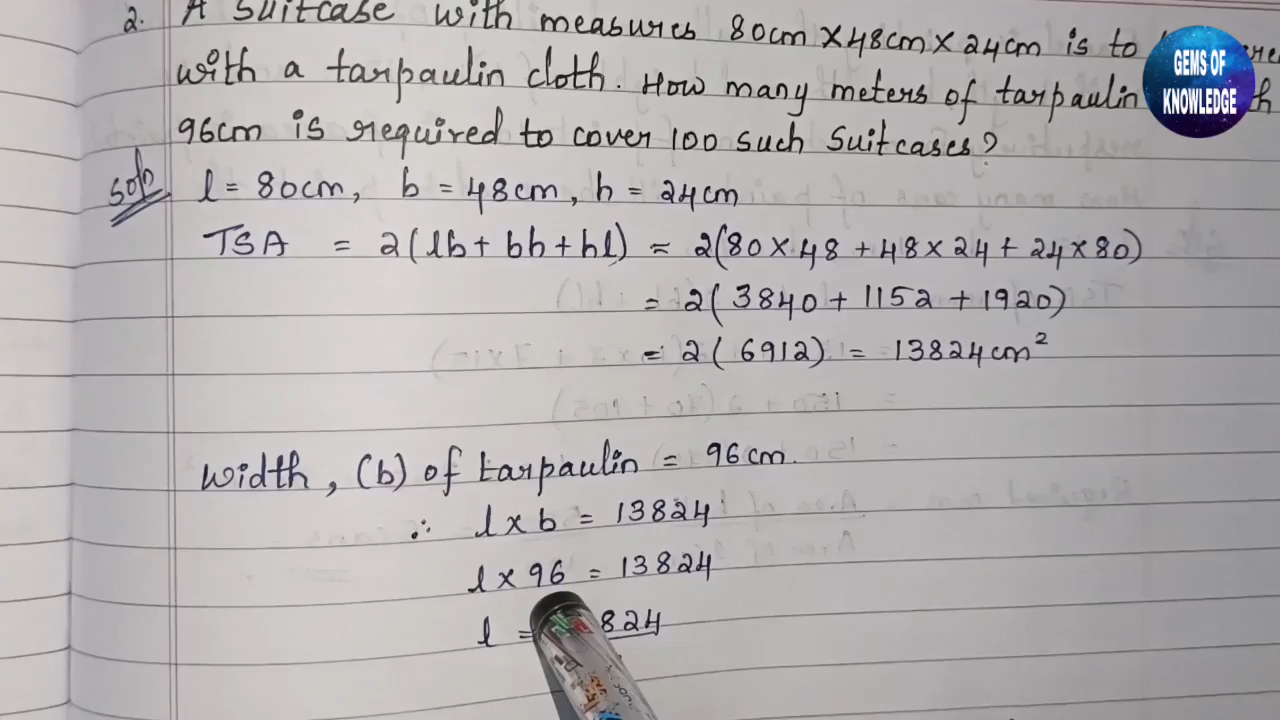 2. A suitcase with measures 80cm × 48cm × 24cm is to
with a tarpaulin cloth. How many meters of tarpaulin
96cm is required to cover 100 such suitcases?
Soln l = 80cm, b = 48cm, h = 24cm
TSA = 2(lb + bh + hl) = 2(80 × 48 + 48 × 24 + 24 × 80)
= 2(3840 + 1152 + 1920)
= 2(6912) = 13824cm²
width, (b) of tarpaulin = 96cm.
∴ l × b = 13824
l × 96 = 13824
l = 824
GEMS OF
KNOWLEDGE